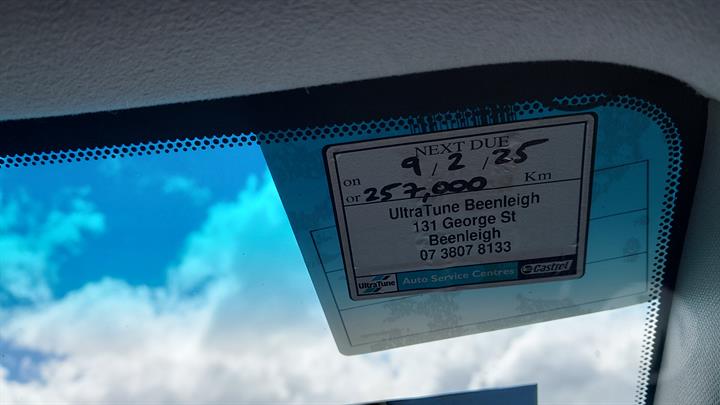 NEXT DUE
on 9 / 2 / 25
or 257,000 Km
UltraTune Beenleigh
131 George St
Beenleigh
07 3807 8133
UltraTune Auto Service Centres Castrol